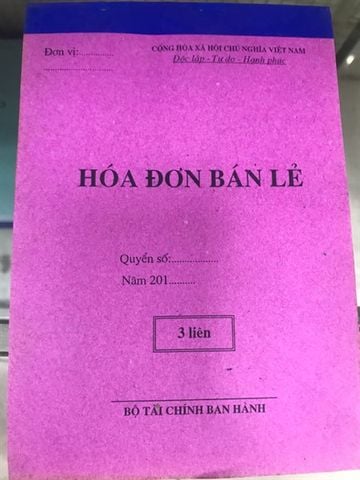 Đơn vị:..............
...........................
CỘNG HÒA XÃ HỘI CHỦ NGHĨA VIỆT NAM
Độc lập - Tự do - Hạnh phúc
HÓA ĐƠN BÁN LẺ
Quyển số:..................
Năm 201..........
3 liên
BỘ TÀI CHÍNH BAN HÀNH